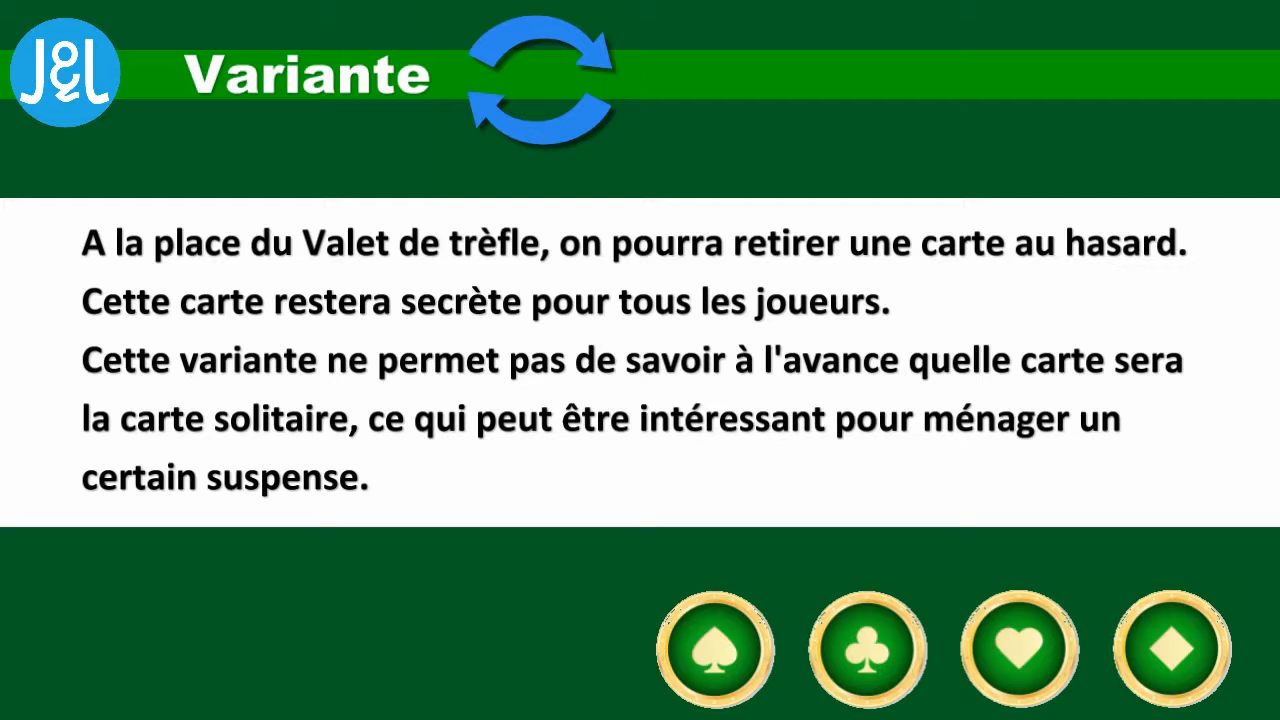 J&L
Variante
A la place du Valet de trèfle, on pourra retirer une carte au hasard.
Cette carte restera secrète pour tous les joueurs.
Cette variante ne permet pas de savoir à l'avance quelle carte sera
la carte solitaire, ce qui peut être intéressant pour ménager un
certain suspense.